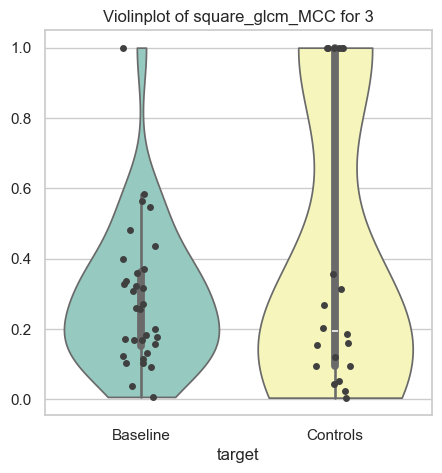 Violinplot of square_glcm_MCC for 3
1.0
0.8
0.6
0.4
0.2
0.0
Baseline
Controls
target